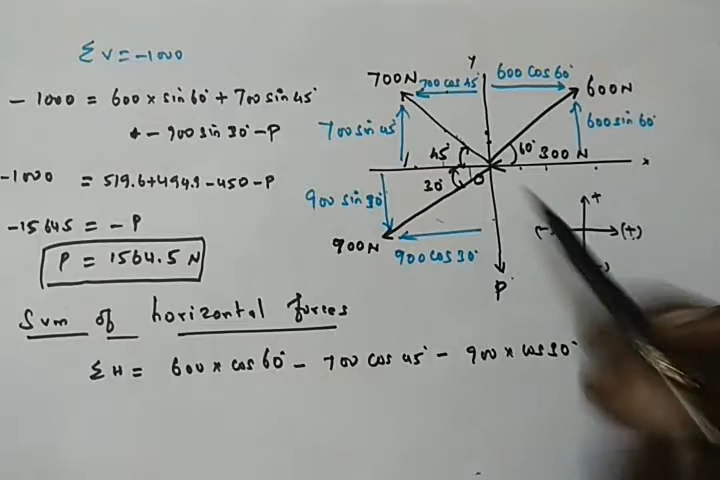 ΣV = -1000
- 1000 = 600 x sin 60° + 700 sin 45°
+ - 900 sin 30° - P
-1000 = 519.6 + 494.9 - 450 - P
-1564.5 = - P
P = 1564.5 N
Sum of horizontal forces
ΣH = 600 x cos 60° - 700 cos 45° - 900 x cos 30°
Y
700N
700 cos 45°
600 cos 60°
600N
700 sin 45°
600 sin 60°
45°
60°
300 N
x
30°
O
900 sin 30°
900N
900 cos 30°
P
+
(-)
(+)